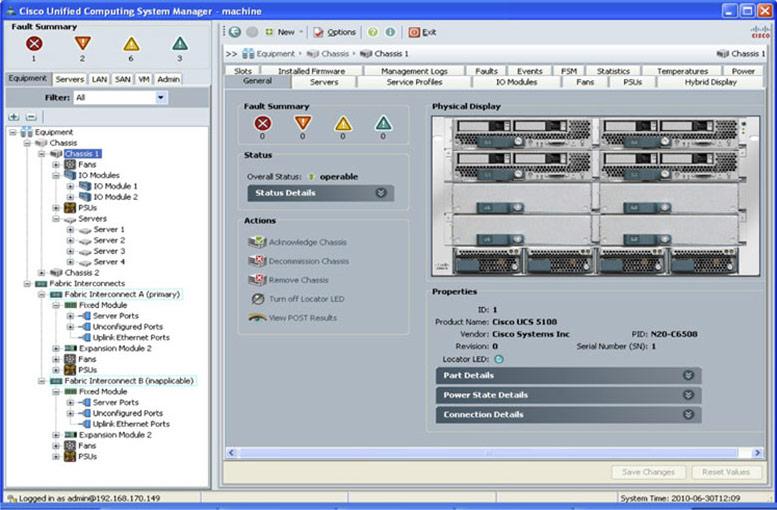 Cisco Unified Computing System Manager - machine
Fault Summary
1 2 6 3
Equipment Servers LAN SAN VM Admin
Filter: All
Equipment
Chassis
Chassis 1
Fans
IO Modules
IO Module 1
IO Module 2
PSUs
Servers
Server 1
Server 2
Server 3
Server 4
Chassis 2
Fabric Interconnects
Fabric Interconnect A (primary)
Fixed Module
Server Ports
Unconfigured Ports
Uplink Ethernet Ports
Expansion Module 2
Fans
PSUs
Fabric Interconnect B (inapplicable)
Fixed Module
Server Ports
Unconfigured Ports
Uplink Ethernet Ports
Expansion Module 2
Fans
PSUs
New Options Exit
cisco
>> Equipment Chassis Chassis 1 Chassis 1
Slots Installed Firmware Management Logs Faults Events FSM Statistics Temperatures Power
General Servers Service Profiles IO Modules Fans PSUs Hybrid Display
Fault Summary
0 0 0 0
Status
Overall Status: operable
Status Details
Actions
Acknowledge Chassis
Decommission Chassis
Remove Chassis
Turn off Locator LED
View POST Results
Physical Display
Properties
ID: 1
Product Name: Cisco UCS 5108
Vendor: Cisco Systems Inc PID: N20-C6508
Revision: 0 Serial Number (SN): 1
Locator LED:
Part Details
Power State Details
Connection Details
Save Changes Reset Values
Logged in as admin@192.168.170.149 System Time: 2010-06-30T12:09